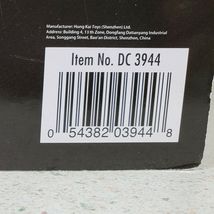 Manufacturer: Hung Kai Toys (Shenzhen) Ltd.
Address: Building 4, 13 th Zone, Dongfang Datianyang Industrial
Area, Songgang Street, Bao'an District, Shenzhen, China
Item No. DC 3944
0 54382 03944 8